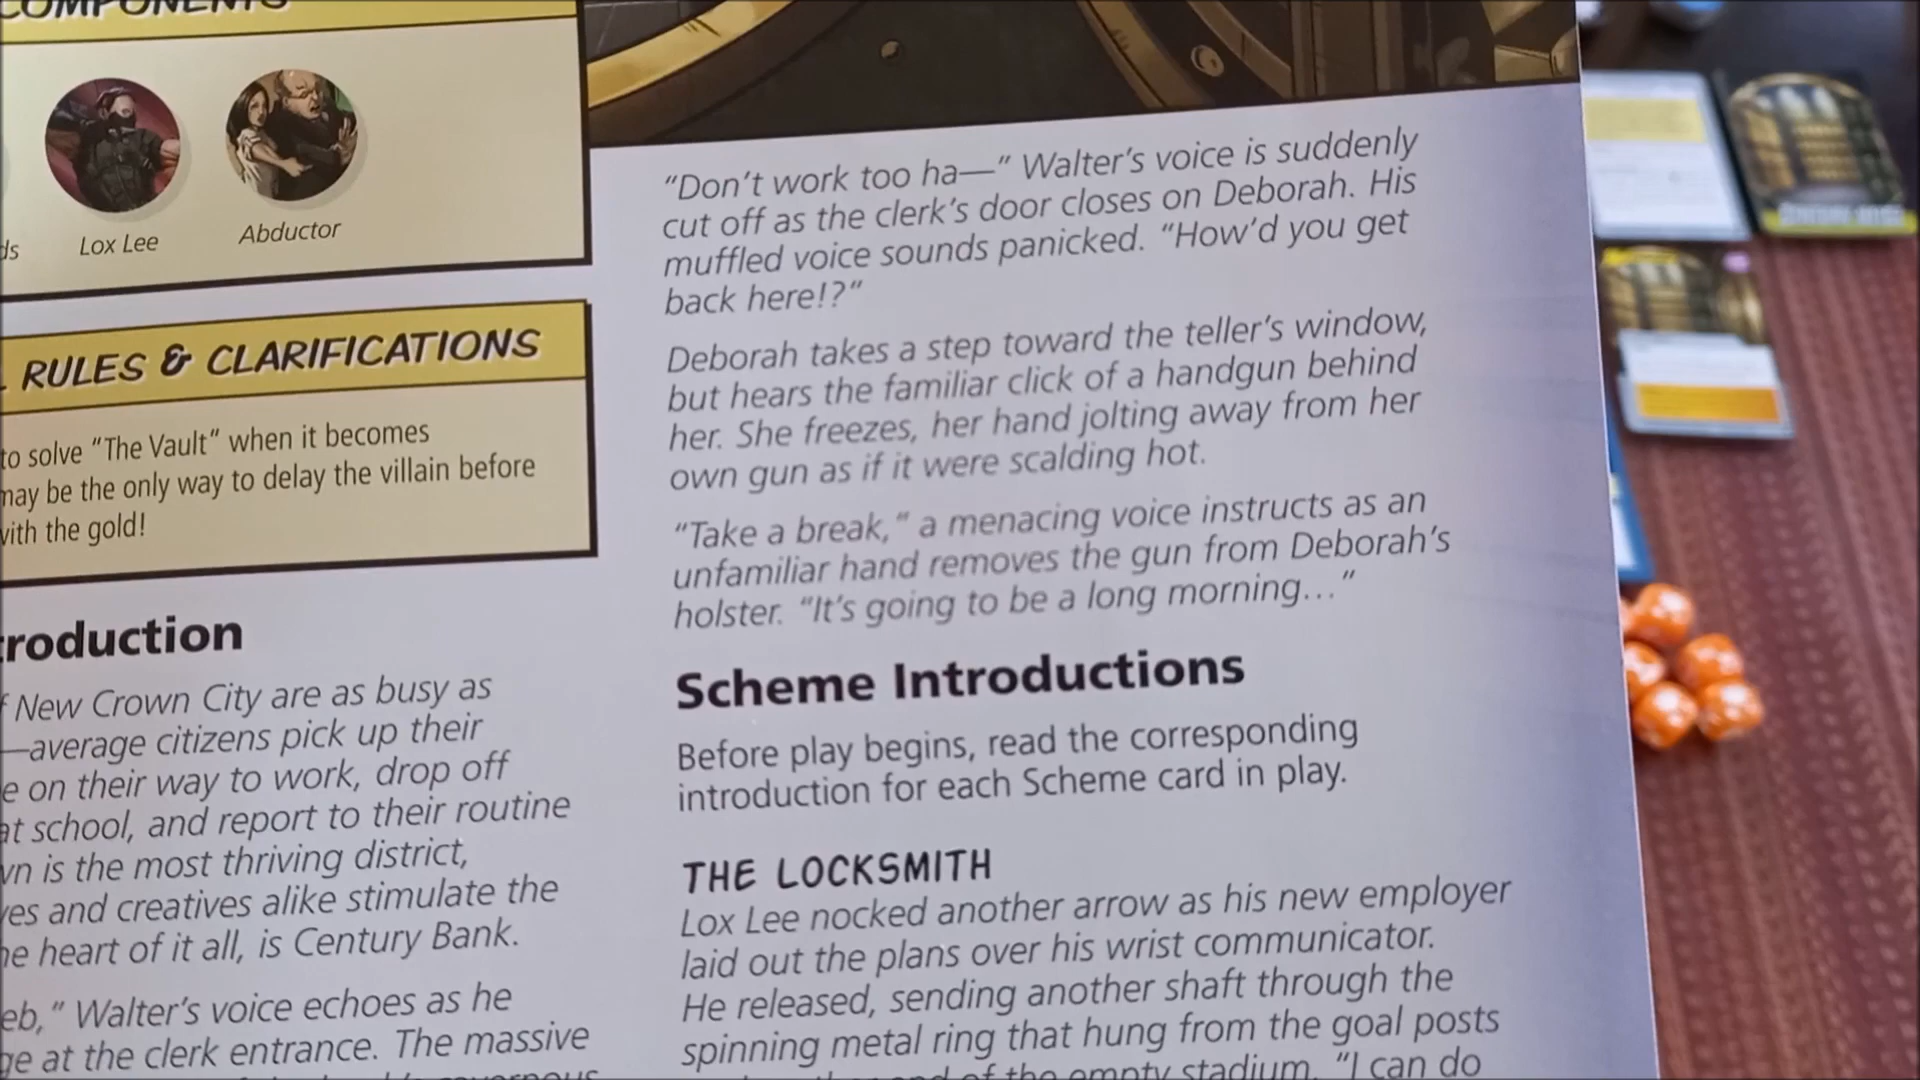 COMPONENTS
Lox Lee
Abductor
RULES & CLARIFICATIONS
to solve “The Vault” when it becomes
may be the only way to delay the villain before
with the gold!
troduction
New Crown City are as busy as
—average citizens pick up their
e on their way to work, drop off
at school, and report to their routine
wn is the most thriving district,
ves and creatives alike stimulate the
he heart of it all, is Century Bank.
eb,” Walter’s voice echoes as he
ge at the clerk entrance. The massive
“Don’t work too ha—” Walter’s voice is suddenly
cut off as the clerk’s door closes on Deborah. His
muffled voice sounds panicked. “How’d you get
back here!?”
Deborah takes a step toward the teller’s window,
but hears the familiar click of a handgun behind
her. She freezes, her hand jolting away from her
own gun as if it were scalding hot.
“Take a break,” a menacing voice instructs as an
unfamiliar hand removes the gun from Deborah’s
holster. “It’s going to be a long morning…”
Scheme Introductions
Before play begins, read the corresponding
introduction for each Scheme card in play.
THE LOCKSMITH
Lox Lee nocked another arrow as his new employer
laid out the plans over his wrist communicator.
He released, sending another shaft through the
spinning metal ring that hung from the goal posts
of the empty stadium. “I can do